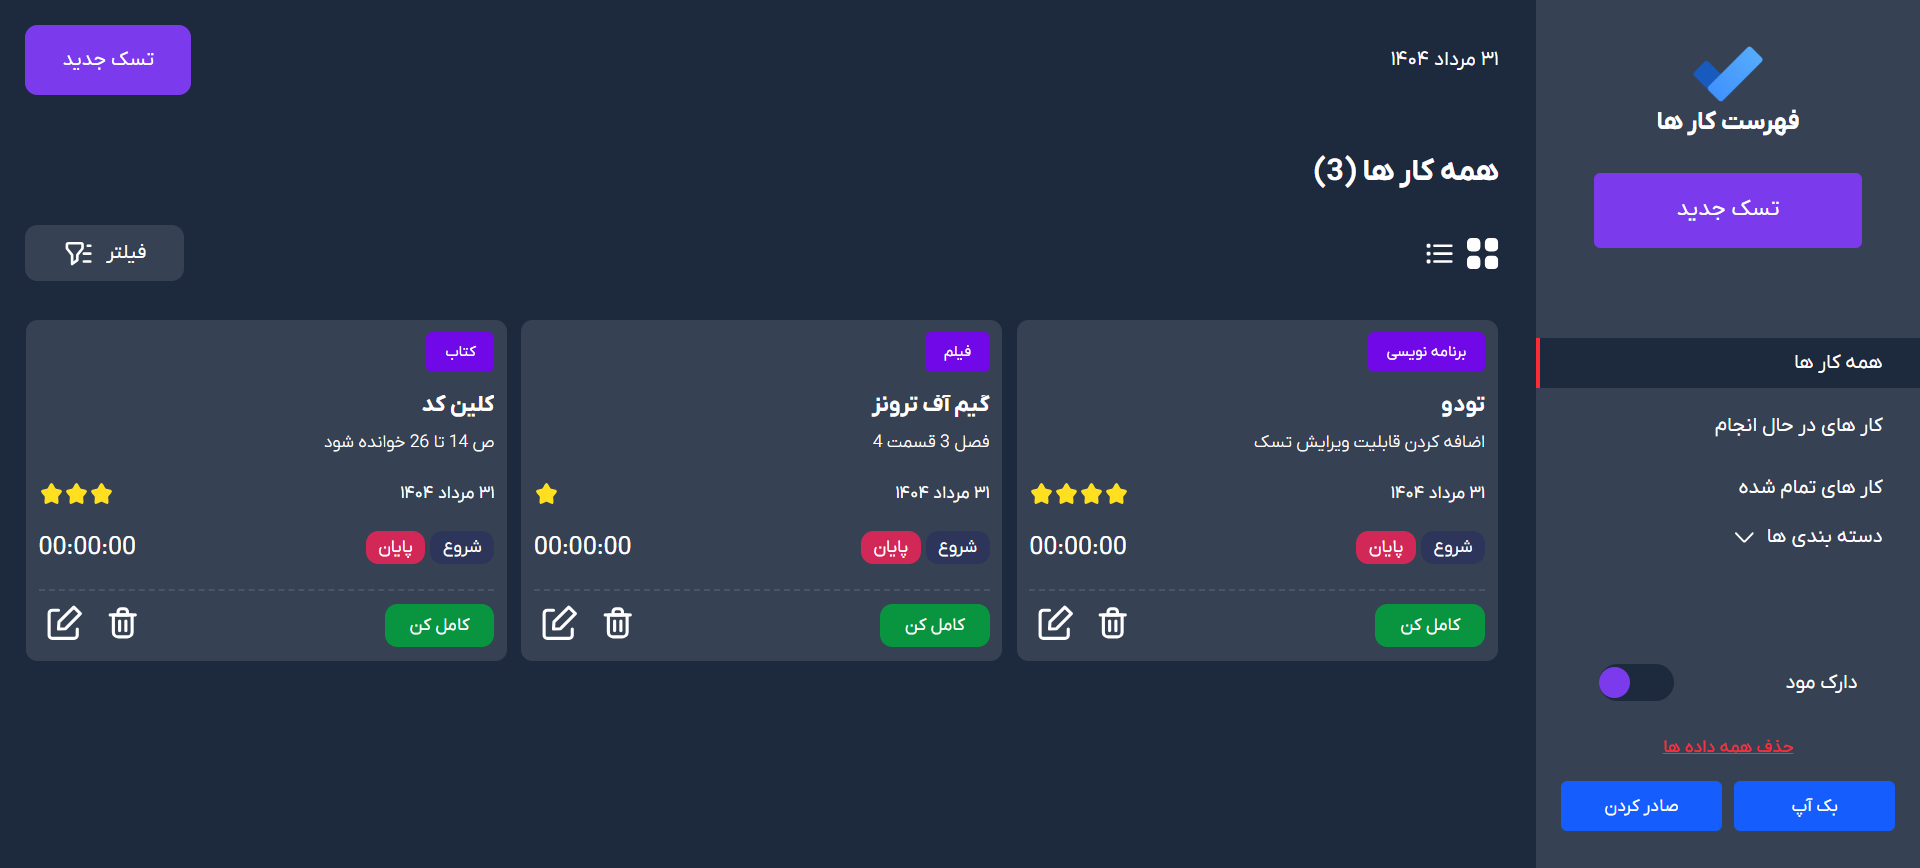 فهرست کار ها
تسک جدید
همه کار ها
کار های در حال انجام
کار های تمام شده
دسته بندی ها
دارک مود
حذف همه داده ها
بک آپ
صادر کردن
۳۱ مرداد ۱۴۰۴
تسک جدید
همه کار ها (3)
فیلتر
برنامه نویسی
تودو
اضافه کردن قابلیت ویرایش تسک
۳۱ مرداد ۱۴۰۴
شروع
پایان
00:00:00
کامل کن
فیلم
گیم آف ترونز
فصل 3 قسمت 4
۳۱ مرداد ۱۴۰۴
شروع
پایان
00:00:00
کامل کن
کتاب
کلین کد
ص 14 تا 26 خوانده شود
۳۱ مرداد ۱۴۰۴
شروع
پایان
00:00:00
کامل کن